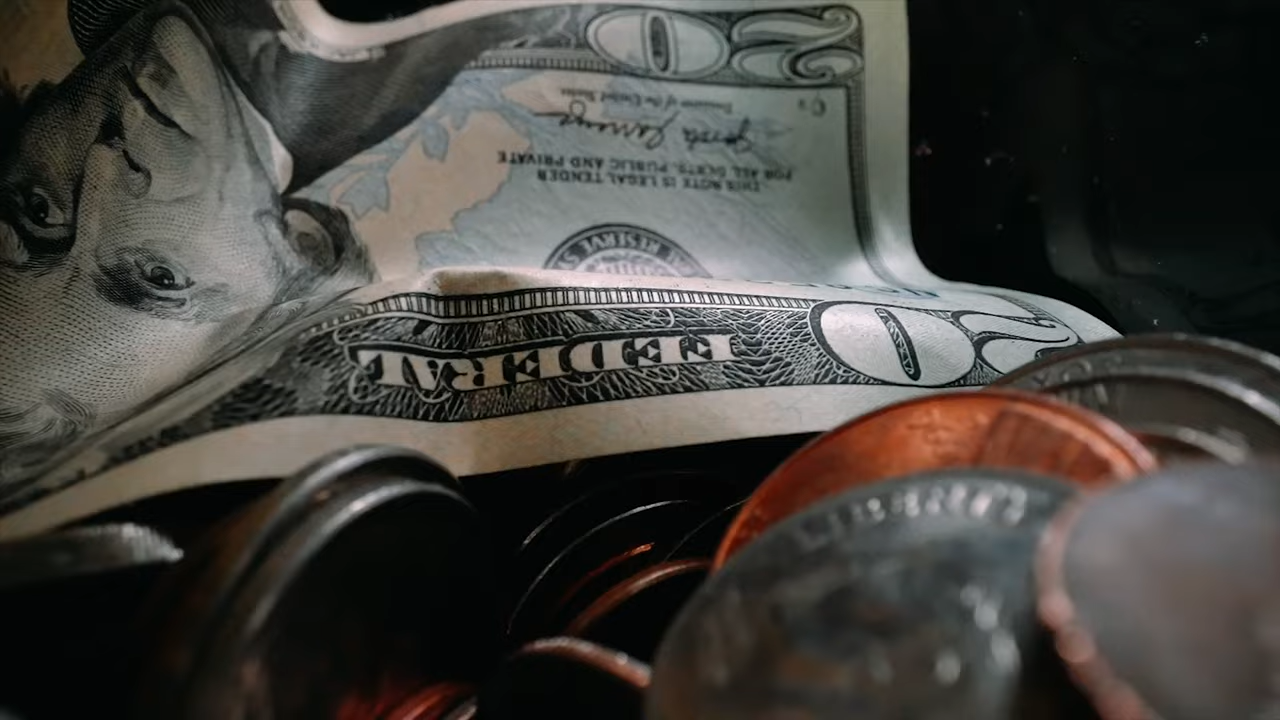 FEDERAL
20
RESERVE S
THIS NOTE IS LEGAL TENDER
FOR ALL DEBTS, PUBLIC AND PRIVATE
Treasurer of the United States
20
LIBERTY